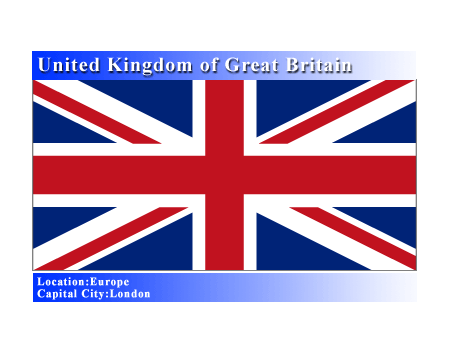 United Kingdom of Great Britain
Location:Europe
Capital City:London